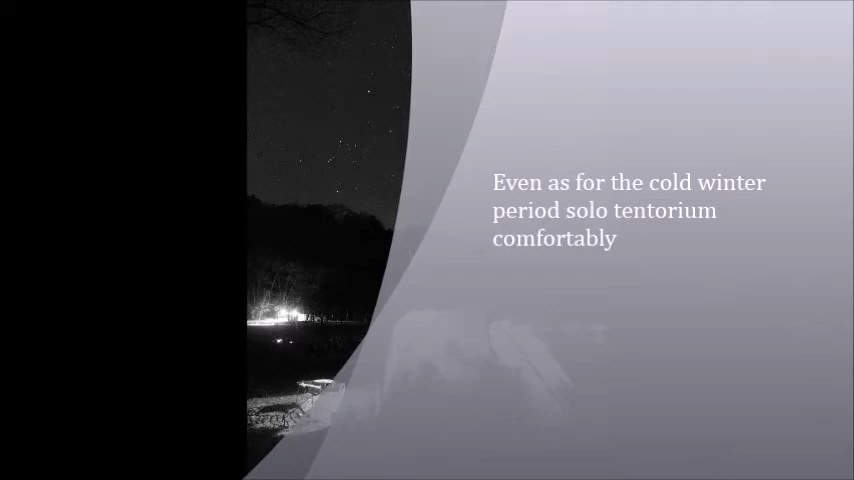 Even as for the cold winter
period solo tentorium
comfortably